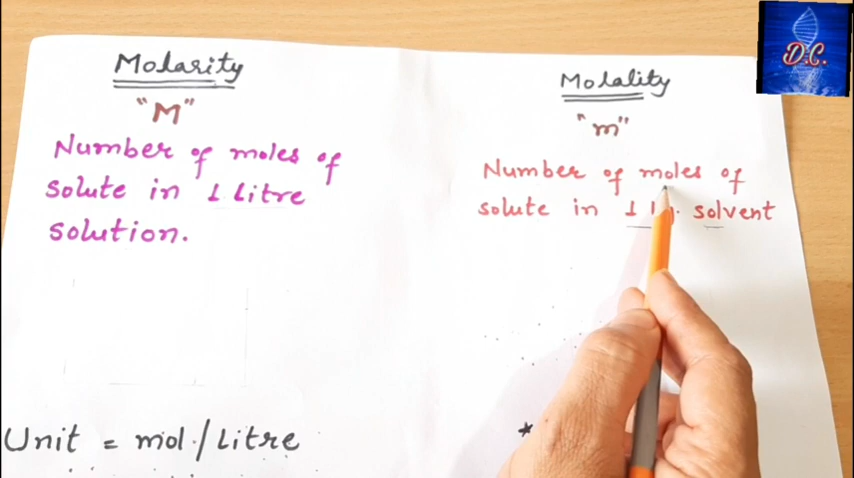 Molarity
"M"
Number of moles of
solute in 1 Litre
solution.
Unit = mol./Litre
Molality
"m"
Number of moles of
solute in 1 solvent
*
D.C.